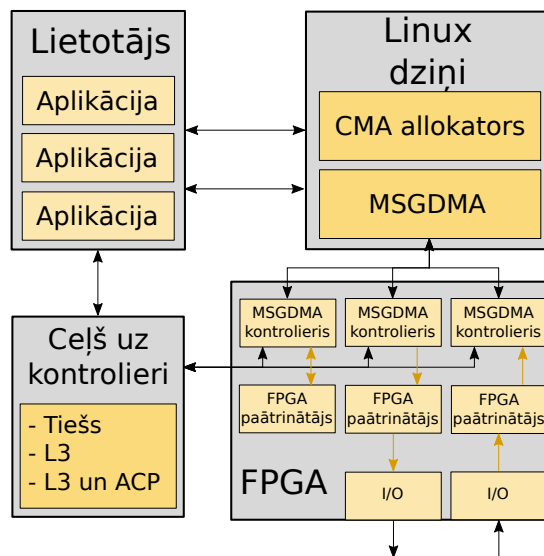 Lietotājs
Aplikācija
Aplikācija
Aplikācija
Linux
dziņi
CMA allokators
MSGDMA
Ceļš uz
kontrolieri
- Tiešs
- L3
- L3 un ACP
MSGDMA
kontrolieris
MSGDMA
kontrolieris
MSGDMA
kontrolieris
FPGA
paātrinātājs
FPGA
paātrinātājs
FPGA
paātrinātājs
FPGA
I/O
I/O